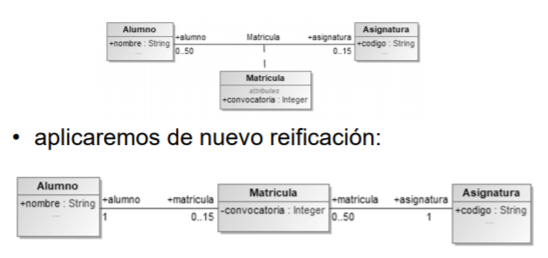 Alumno
+nombre : String
...
+alumno
0..50
Matricula
+asignatura
0..15
Asignatura
+codigo : String
...
Matricula
attributes
+convocatoria : Integer
• aplicaremos de nuevo reificación:
Alumno
+nombre : String
...
+alumno
1
+matricula
0..15
Matricula
-convocatoria : Integer
+matricula
0..50
+asignatura
1
Asignatura
+codigo : String
...